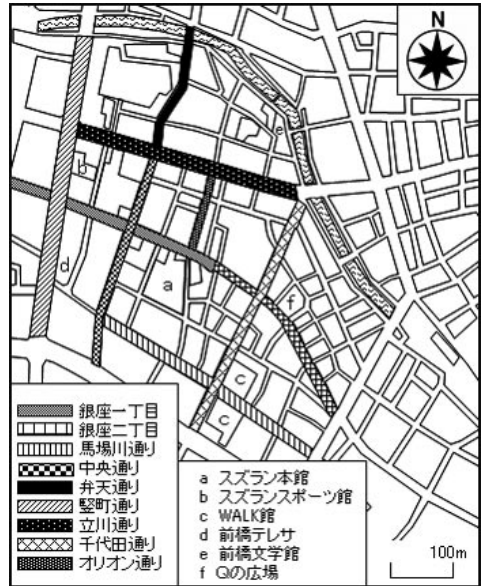 N
e
b
d
a
f
c
c
銀座一丁目
銀座二丁目
馬場川通り
中央通り
弁天通り
竪町通り
立川通り
千代田通り
オリオン通り
a スズラン本館
b スズランスポーツ館
c WALK館
d 前橋テレサ
e 前橋文学館
f Qの広場
100m